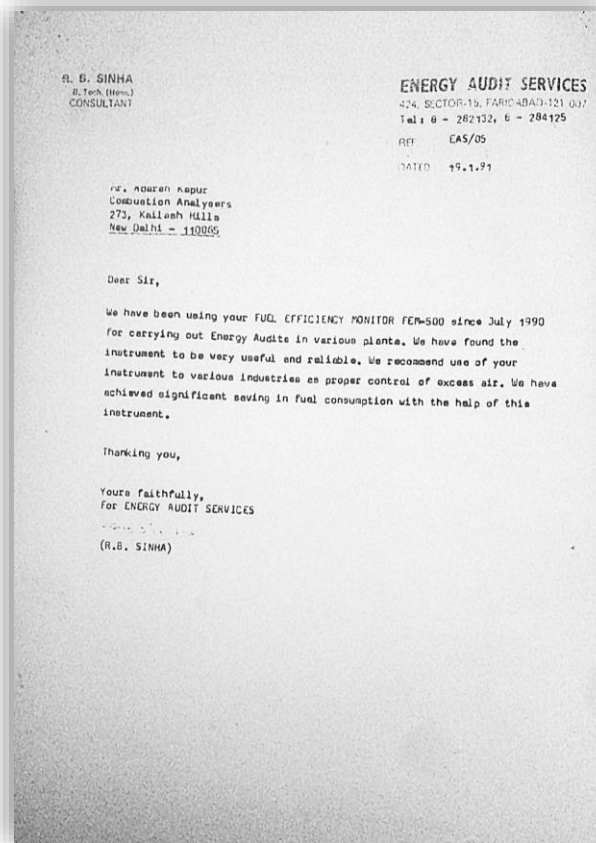 R. B. SINHA
B. Tech. (Hons.)
CONSULTANT
ENERGY AUDIT SERVICES
424, SECTOR-15, FARIDABAD-121 007
Tel: 8 - 282132, 8 - 284125
REF EAS/05
DATED 19.1.91
Mr. Kapur
Combustion Analysers
273, Kailash Hills
New Delhi - 110065
Dear Sir,
We have been using your FUEL EFFICIENCY MONITOR FEM-500 since July 1990
for carrying out Energy Audits in various plants. We have found the
instrument to be very useful and reliable. We recommend use of your
instrument to various industries as proper control of excess air. We have
achieved significant saving in fuel consumption with the help of this
instrument.
Thanking you,
Yours faithfully,
For ENERGY AUDIT SERVICES
(R.B. SINHA)